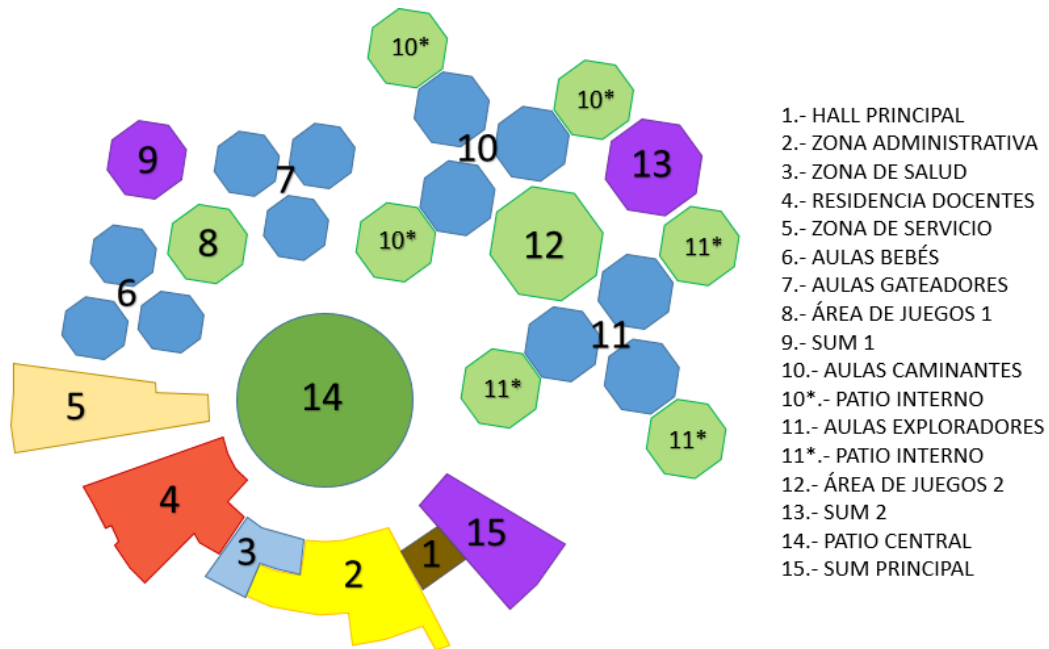 10*
10*
10
9
7
13
10*
8
12
11*
6
11
14
11*
5
11*
4
15
3
1
2
1.- HALL PRINCIPAL
2.- ZONA ADMINISTRATIVA
3.- ZONA DE SALUD
4.- RESIDENCIA DOCENTES
5.- ZONA DE SERVICIO
6.- AULAS BEBÉS
7.- AULAS GATEADORES
8.- ÁREA DE JUEGOS 1
9.- SUM 1
10.- AULAS CAMINANTES
10*.- PATIO INTERNO
11.- AULAS EXPLORADORES
11*.- PATIO INTERNO
12.- ÁREA DE JUEGOS 2
13.- SUM 2
14.- PATIO CENTRAL
15.- SUM PRINCIPAL